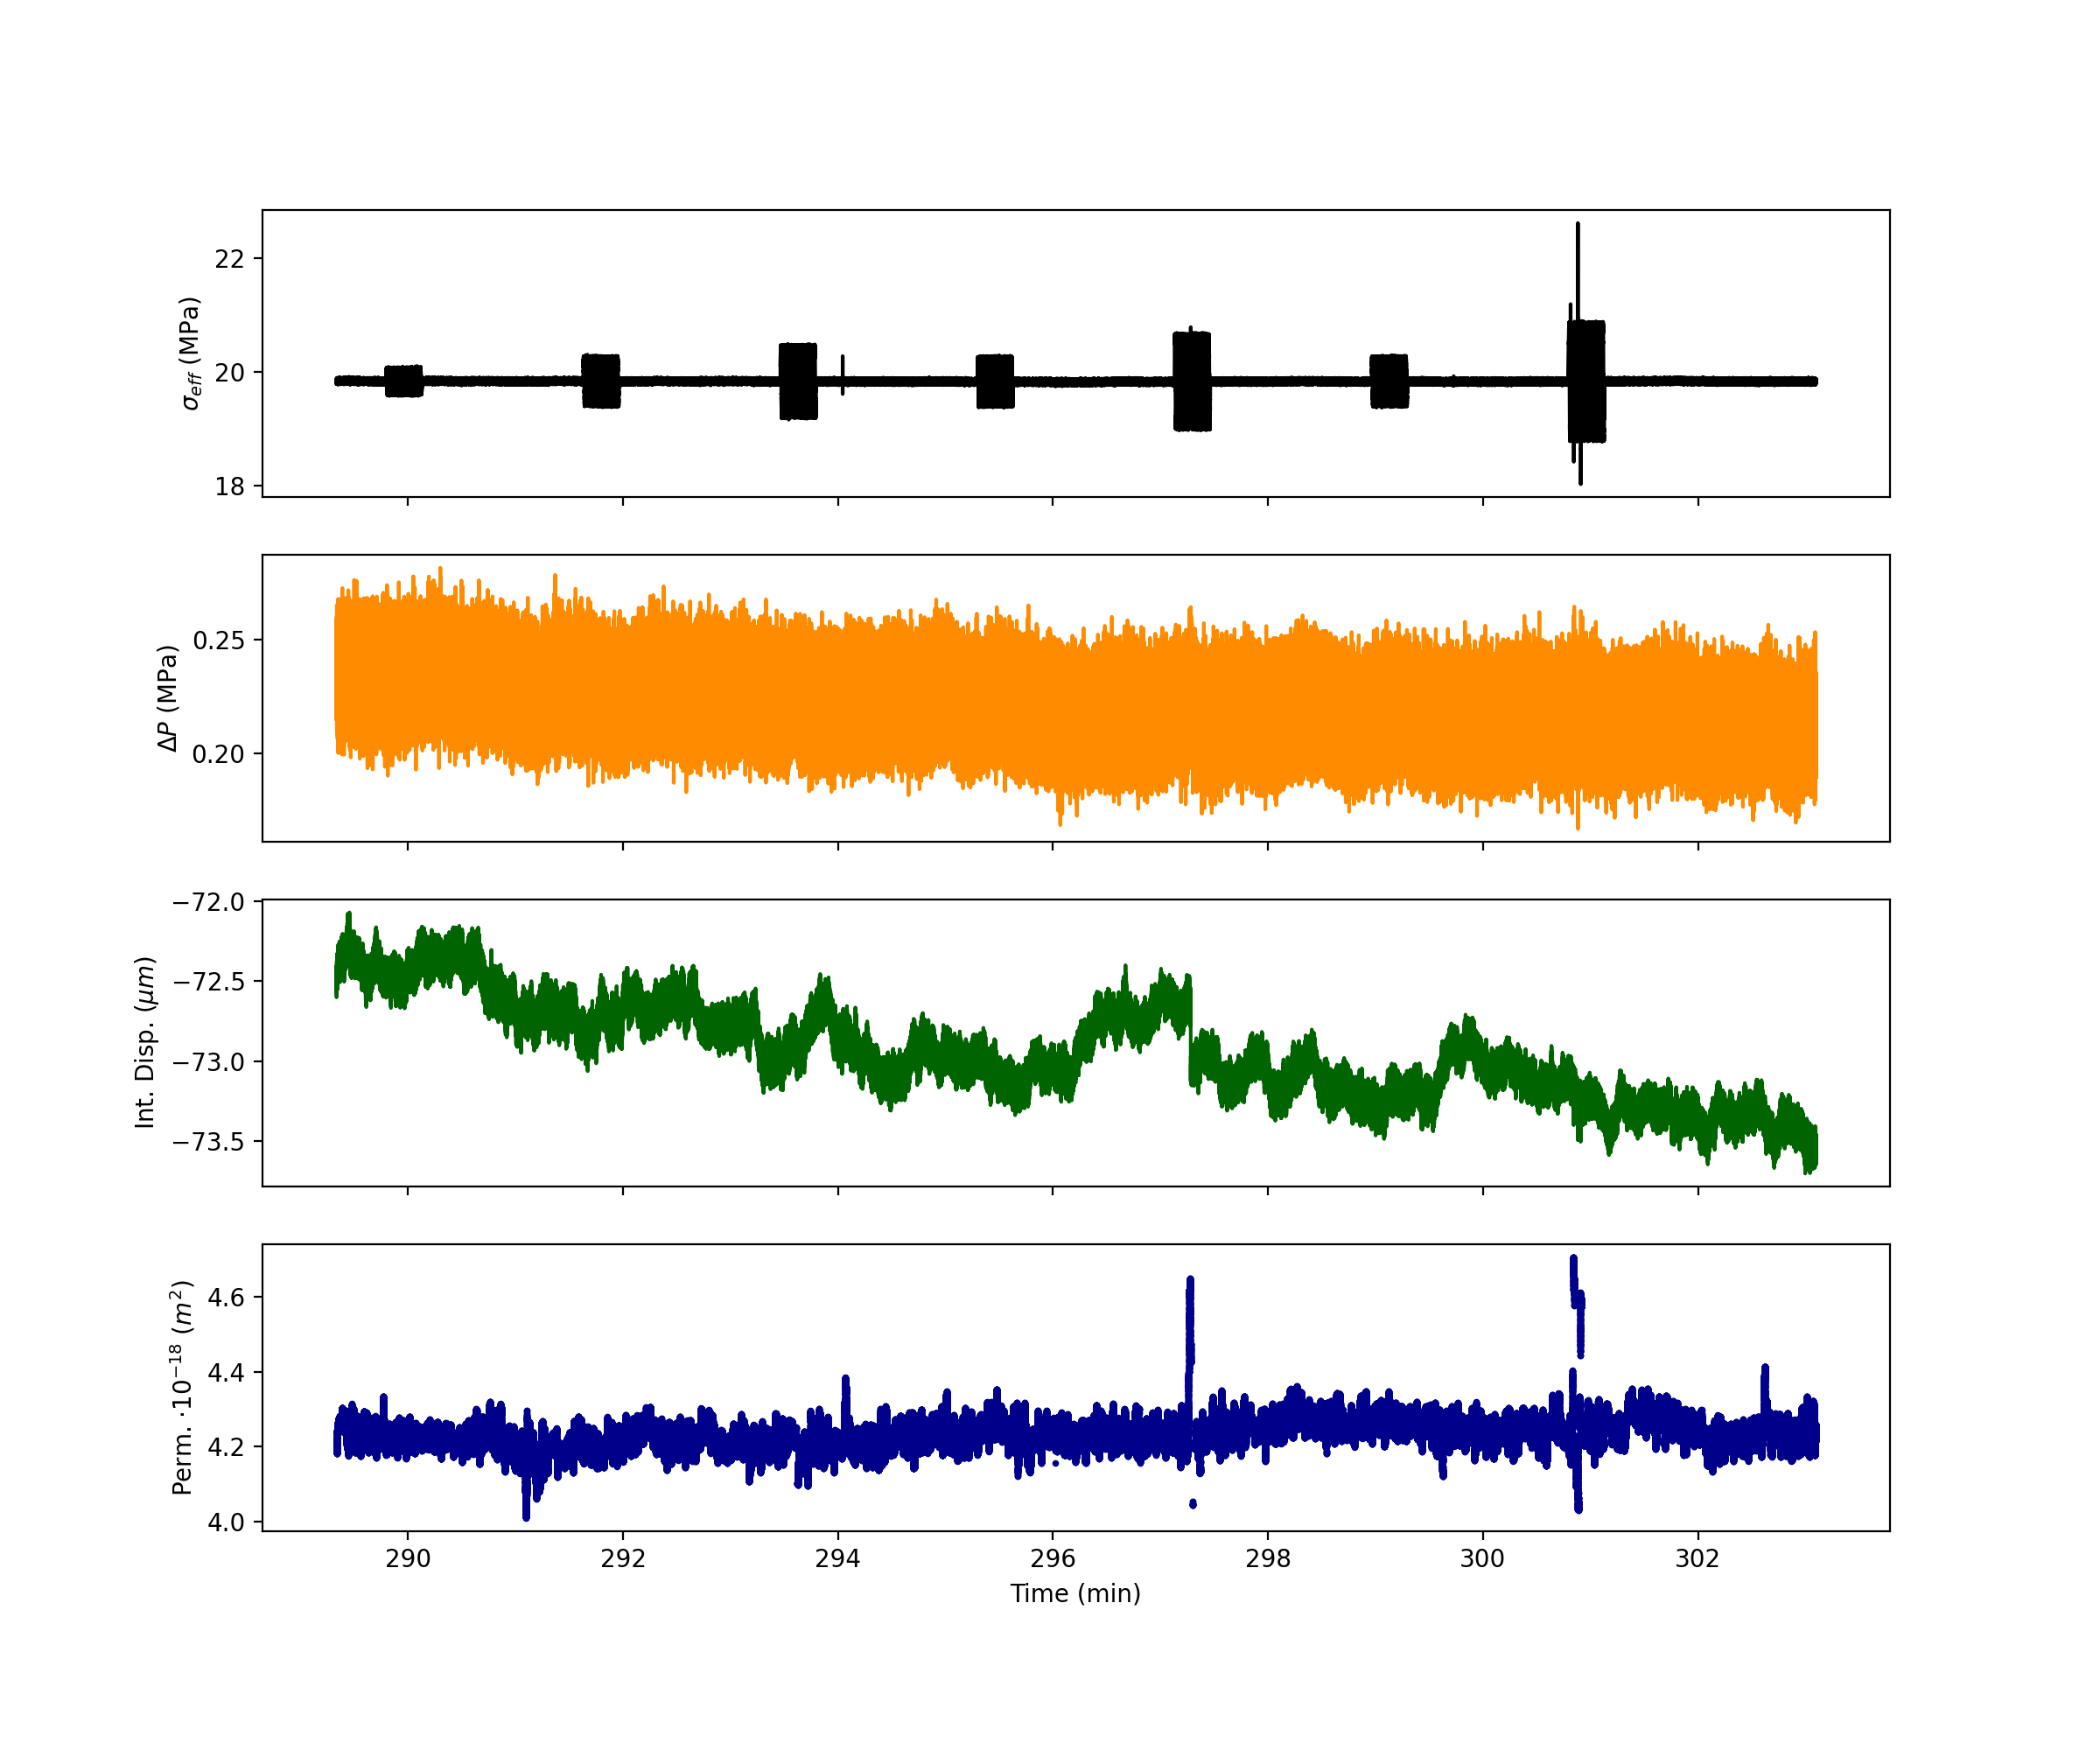 22
20
18
σeff (MPa)
0.25
0.20
ΔP (MPa)
−72.0
−72.5
−73.0
−73.5
Int. Disp. (μm)
4.6
4.4
4.2
4.0
Perm. ·10⁻¹⁸ (m²)
290 292 294 296 298 300 302
Time (min)